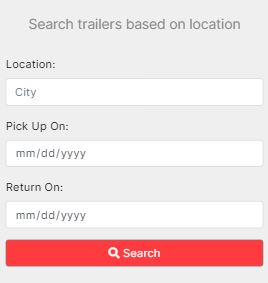 Search trailers based on location
Location:
City
Pick Up On:
mm/dd/yyyy
Return On:
mm/dd/yyyy
Search